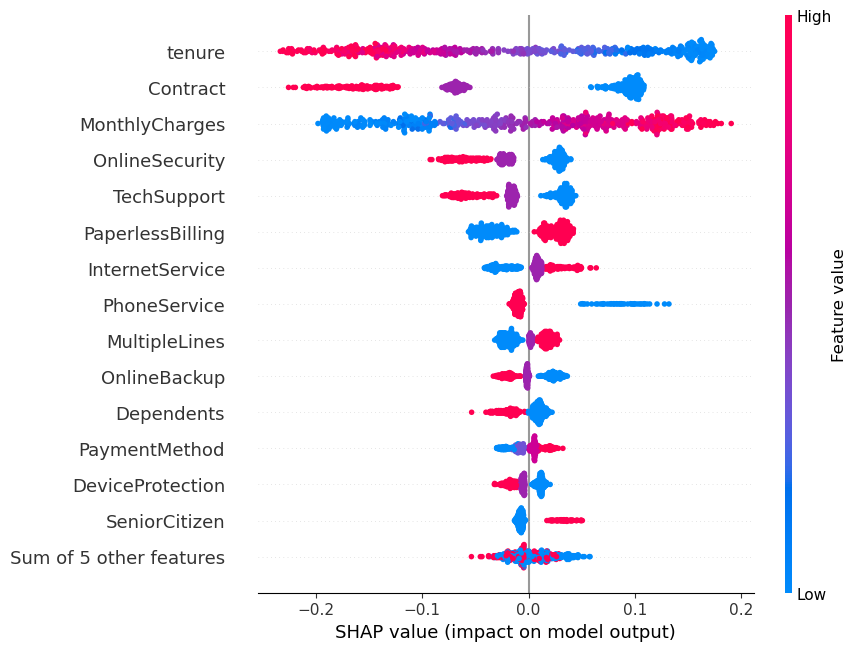 High
tenure
Contract
MonthlyCharges
OnlineSecurity
TechSupport
PaperlessBilling
InternetService
PhoneService
MultipleLines
OnlineBackup
Dependents
PaymentMethod
DeviceProtection
SeniorCitizen
Sum of 5 other features
Feature value
Low
−0.2 −0.1 0.0 0.1 0.2
SHAP value (impact on model output)